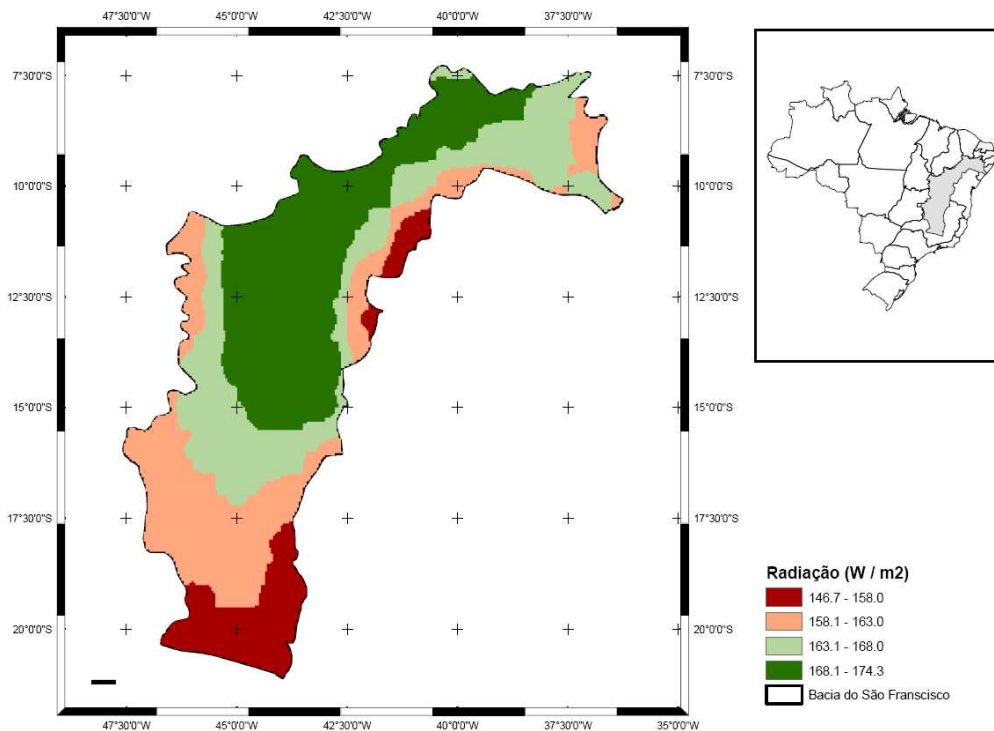 47°30'0"W 45°0'0"W 42°30'0"W 40°0'0"W 37°30'0"W
7°30'0"S 7°30'0"S
10°0'0"S 10°0'0"S
12°30'0"S 12°30'0"S
15°0'0"S 15°0'0"S
17°30'0"S 17°30'0"S
20°0'0"S 20°0'0"S
47°30'0"W 45°0'0"W 42°30'0"W 40°0'0"W 37°30'0"W 35°0'0"W
Radiação (W / m2)
146.7 - 158.0
158.1 - 163.0
163.1 - 168.0
168.1 - 174.3
Bacia do São Franscisco